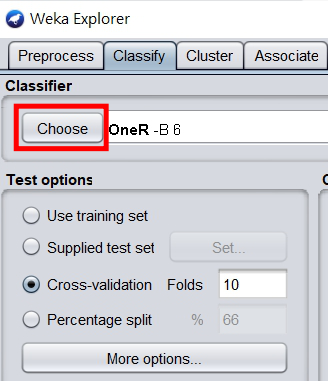 Weka Explorer
Preprocess Classify Cluster Associate
Classifier
Choose OneR -B 6
Test options
Use training set
Supplied test set Set...
Cross-validation Folds 10
Percentage split % 66
More options...